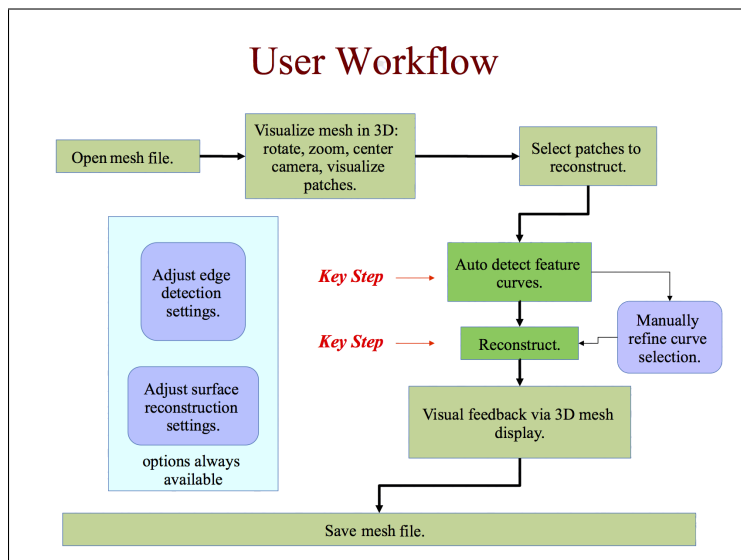 User Workflow
Open mesh file.
Visualize mesh in 3D:
rotate, zoom, center
camera, visualize
patches.
Select patches to
reconstruct.
Adjust edge
detection
settings.
Adjust surface
reconstruction
settings.
options always
available
Key Step
Auto detect feature
curves.
Manually
refine curve
selection.
Key Step
Reconstruct.
Visual feedback via 3D mesh
display.
Save mesh file.